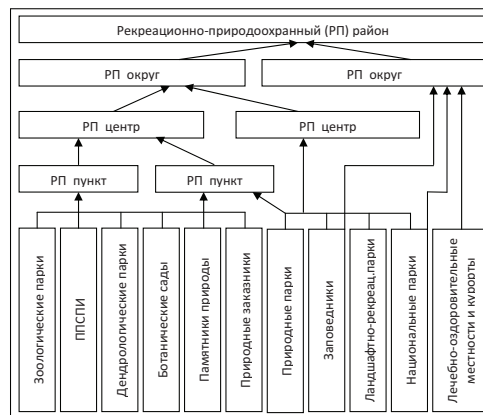 Рекреационно-природоохранный (РП) район
РП округ
РП округ
РП центр
РП центр
РП пункт
РП пункт
Зоологические парки
ППСПИ
Дендрологические парки
Ботанические сады
Памятники природы
Природные заказники
Природные парки
Заповедники
Ландшафтно-рекреац.парки
Национальные парки
Лечебно-оздоровительные
местности и курорты